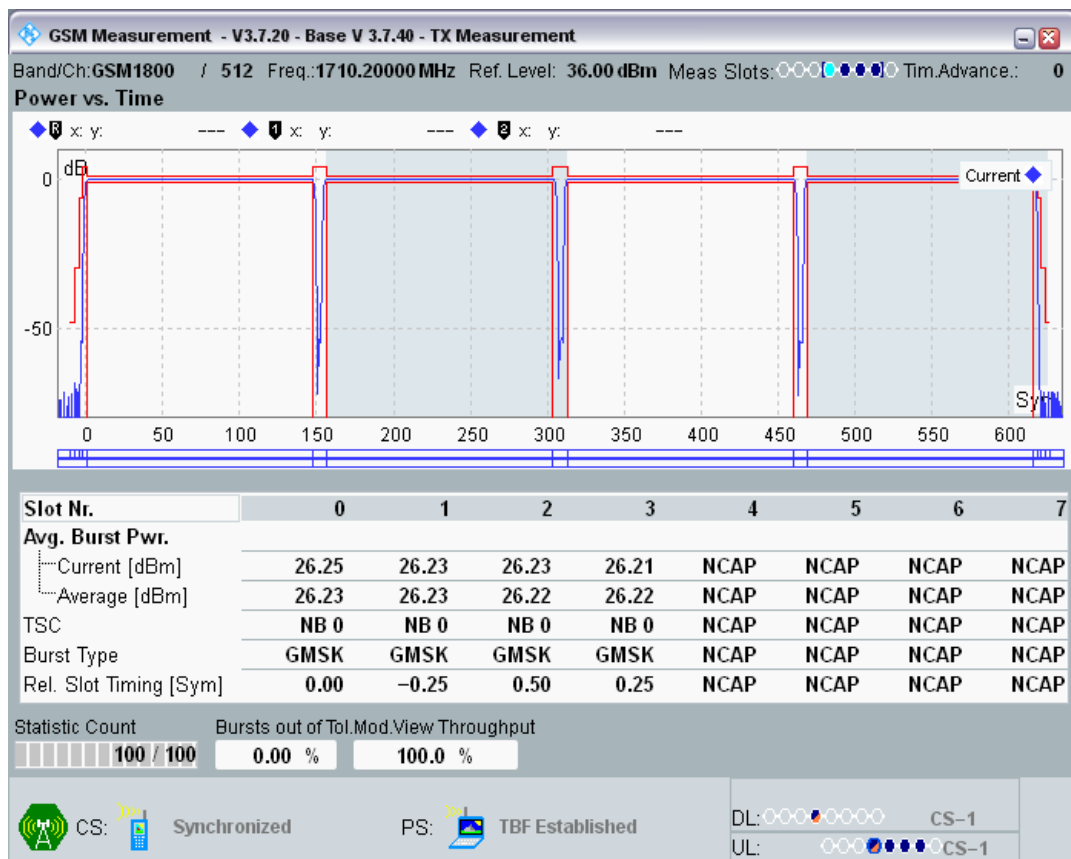 GSM Measurement - V3.7.20 - Base V 3.7.40 - TX Measurement
Band/Ch:GSM1800 / 512 Freq.:1710.20000 MHz Ref. Level: 36.00 dBm Meas Slots: Tim.Advance.: 0
Power vs. Time
R x: y: --- 1 x: y: --- 2 x: y: ---
dB
0
Current
-50
0 50 100 150 200 250 300 350 400 450 500 550 600
Slot Nr. 0 1 2 3 4 5 6 7
Avg. Burst Pwr.
Current [dBm] 26.25 26.23 26.23 26.21 NCAP NCAP NCAP NCAP
Average [dBm] 26.23 26.23 26.22 26.22 NCAP NCAP NCAP NCAP
TSC NB 0 NB 0 NB 0 NB 0 NCAP NCAP NCAP NCAP
Burst Type GMSK GMSK GMSK GMSK NCAP NCAP NCAP NCAP
Rel. Slot Timing [Sym] 0.00 −0.25 0.50 0.25 NCAP NCAP NCAP NCAP
Statistic Count Bursts out of Tol. Mod.View Throughput
100 / 100 0.00 % 100.0 %
CS: Synchronized PS: TBF Established
DL: CS−1
UL: CS−1